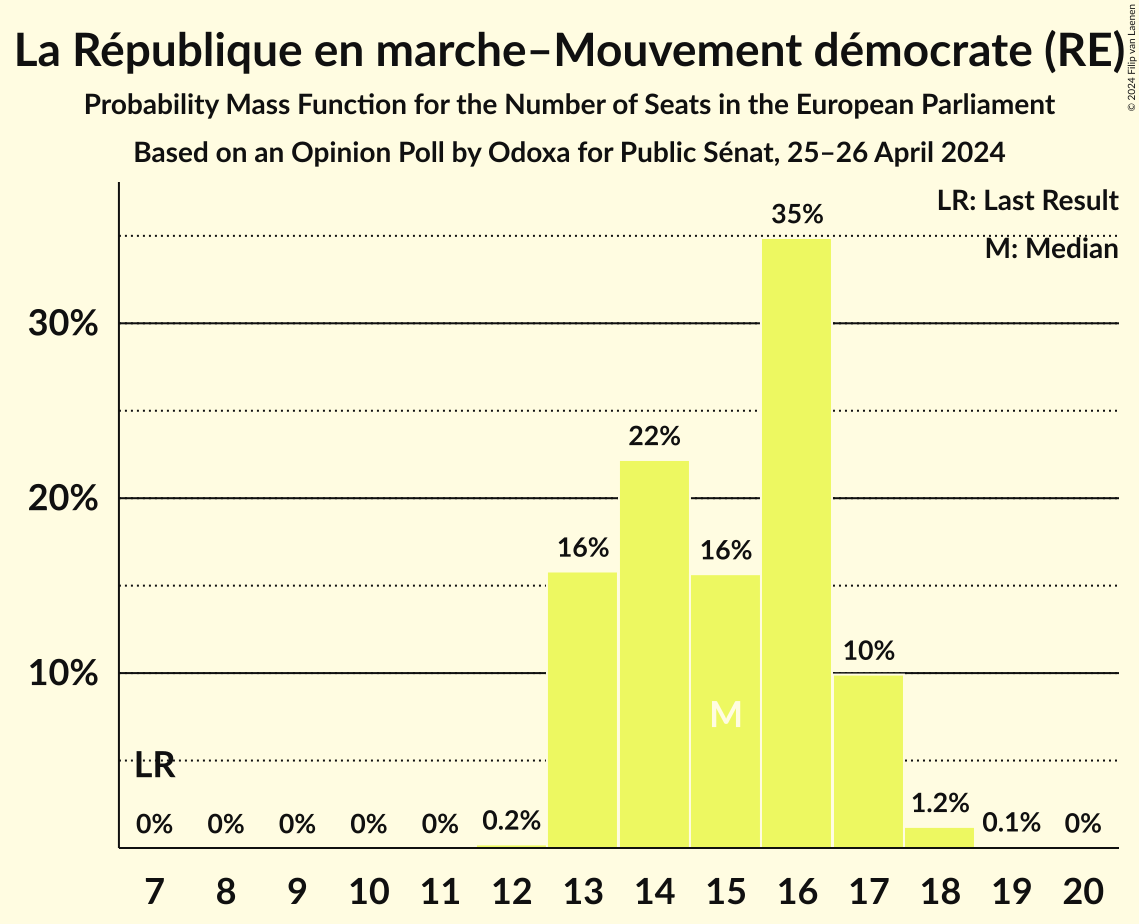 La République en marche–Mouvement démocrate (RE)
Probability Mass Function for the Number of Seats in the European Parliament
Based on an Opinion Poll by Odoxa for Public Sénat, 25–26 April 2024
© 2024 Filip van Laenen
LR: Last Result
M: Median
35%
30%
22%
20%
16%
16%
10%
10%
M
LR
0%
0%
0%
0%
0%
0.2%
1.2%
0.1%
0%
7 8 9 10 11 12 13 14 15 16 17 18 19 20